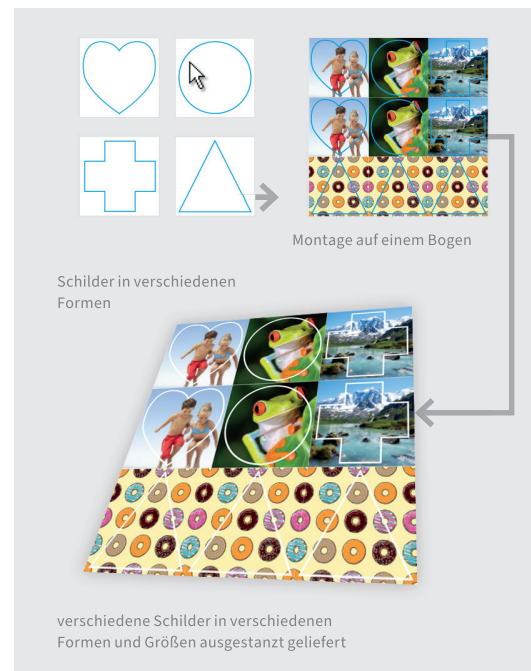 Montage auf einem Bogen
Schilder in verschiedenen
Formen
verschiedene Schilder in verschiedenen
Formen und Größen ausgestanzt geliefert